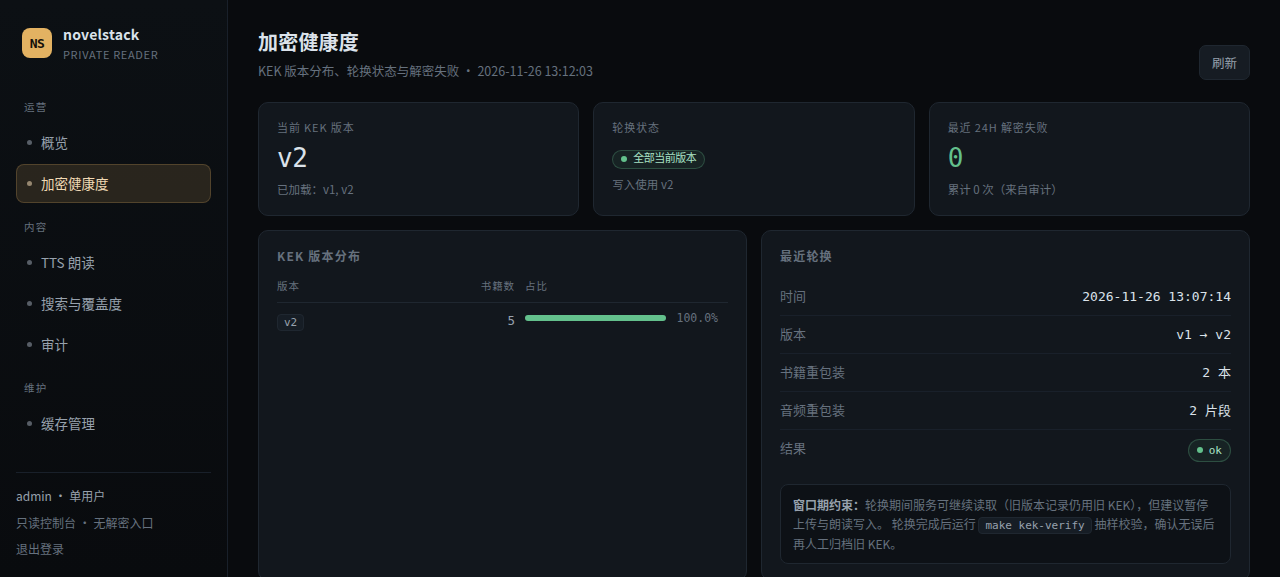 NS
novelstack
PRIVATE READER
运营
概览
加密健康度
内容
TTS 朗读
搜索与覆盖度
审计
维护
缓存管理
admin · 单用户
只读控制台 · 无解密入口
退出登录
加密健康度
KEK 版本分布、轮换状态与解密失败 · 2026-11-26 13:12:03
刷新
当前 KEK 版本
v2
已加载：v1, v2
轮换状态
全部当前版本
写入使用 v2
最近 24H 解密失败
0
累计 0 次（来自审计）
KEK 版本分布
版本 书籍数 占比
v2 5 100.0%
最近轮换
时间 2026-11-26 13:07:14
版本 v1 → v2
书籍重包装 2 本
音频重包装 2 片段
结果 ok
窗口期约束：轮换期间服务可继续读取（旧版本记录仍用旧 KEK），但建议暂停
上传与朗读写入。 轮换完成后运行 make kek-verify 抽样校验，确认无误后
再人工归档旧 KEK。